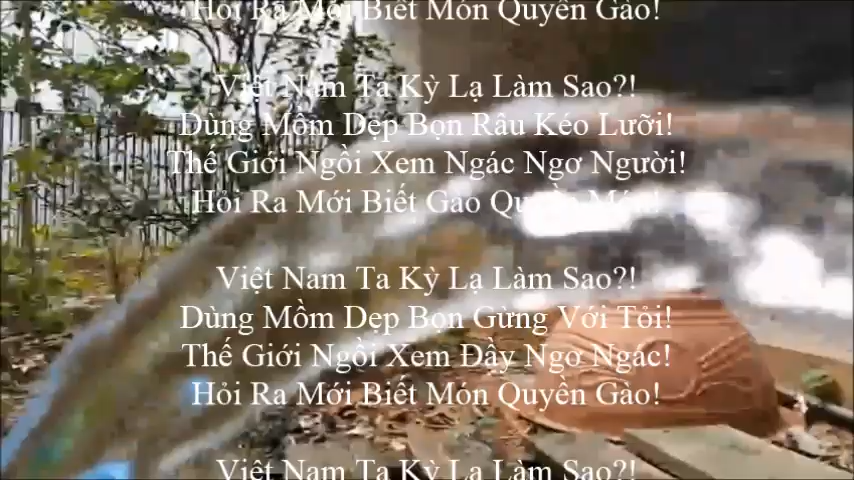 Hỏi Ra Mới Biết Món Quyền Gào!
Việt Nam Ta Kỳ Lạ Làm Sao?!
Dùng Mồm Dẹp Bọn Râu Kéo Lưỡi!
Thế Giới Ngồi Xem Ngác Ngơ Người!
Hỏi Ra Mới Biết Gao Quyền Món!
Việt Nam Ta Kỳ Lạ Làm Sao?!
Dùng Mồm Dẹp Bọn Gừng Với Tỏi!
Thế Giới Ngồi Xem Đầy Ngơ Ngác!
Hỏi Ra Mới Biết Món Quyền Gào!
Việt Nam Ta Kỳ Lạ Làm Sao?!